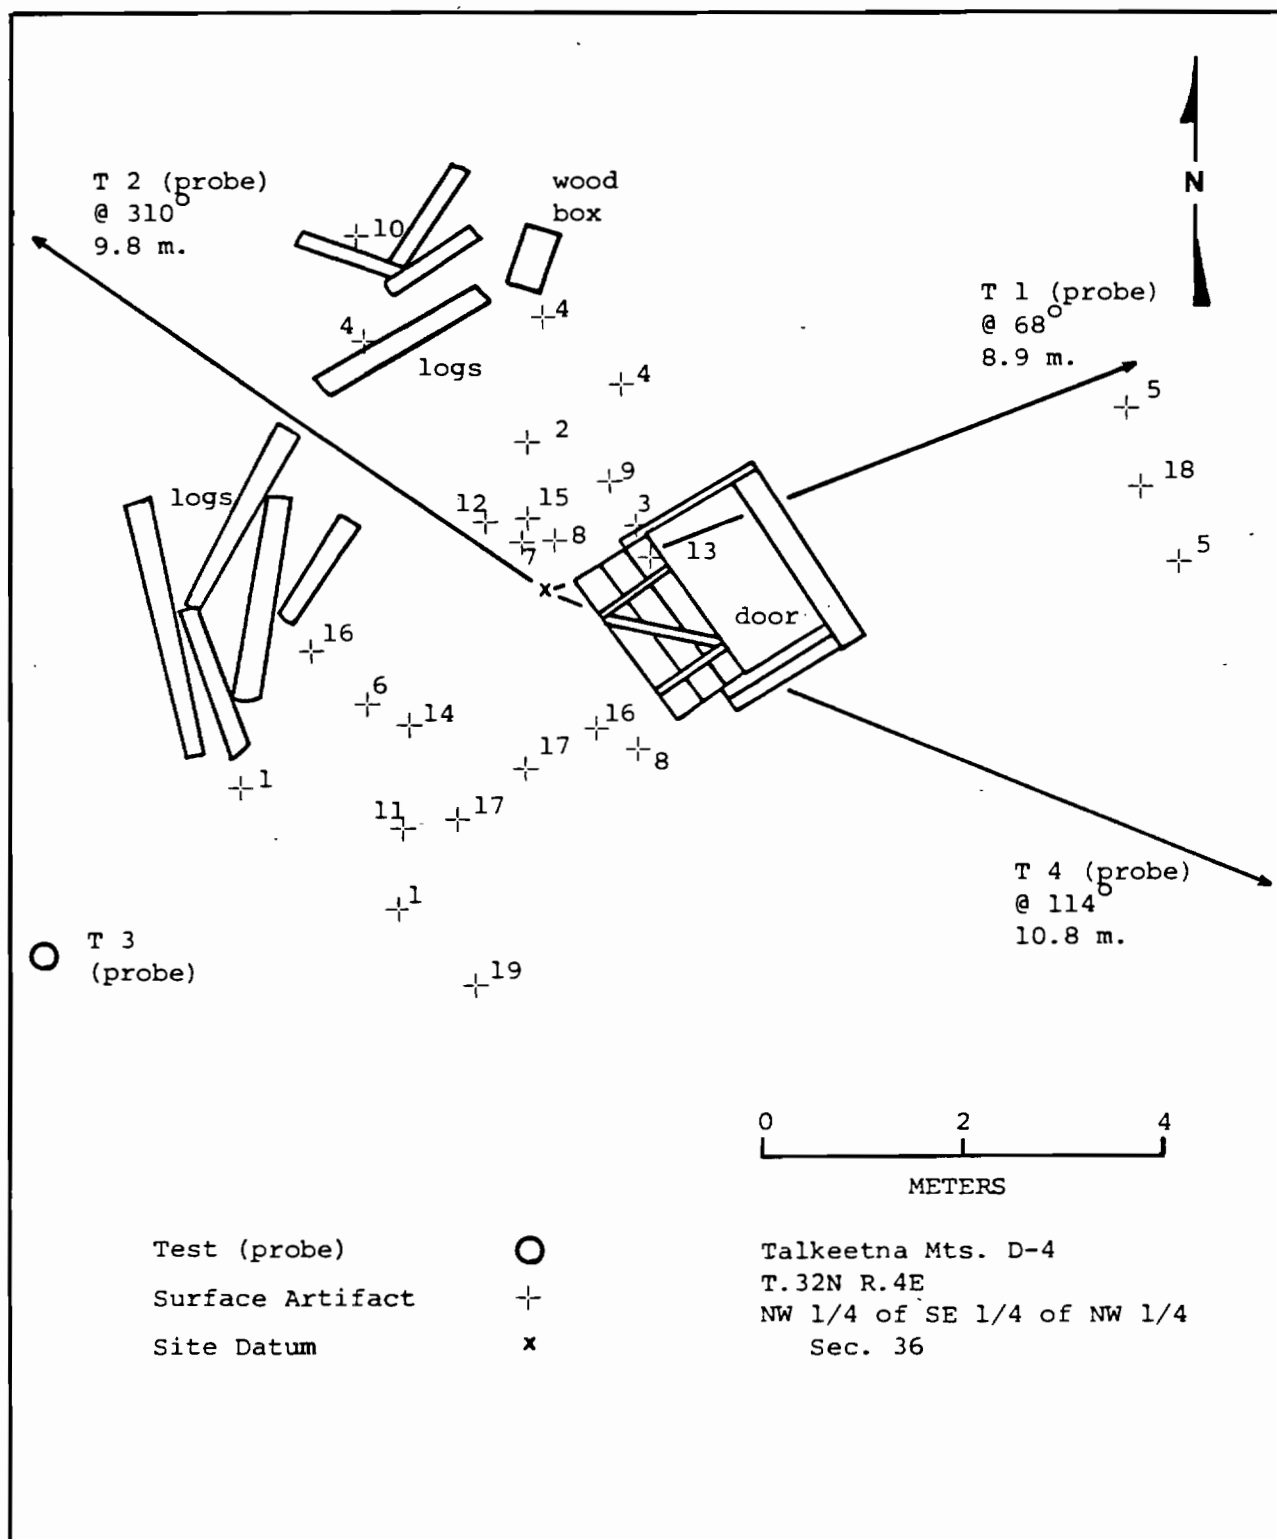 T 2 (probe)
@ 310°
9.8 m.
wood
box
N
10
4
4
logs
4
T 1 (probe)
@ 68°
8.9 m.
5
2
9
18
logs
12
15
3
8
7
13
5
door
16
6
14
16
17
8
1
11
17
1
T 4 (probe)
@ 114°
10.8 m.
T 3
(probe)
19
0 2 4
METERS
Test (probe)
Surface Artifact
Site Datum
x
Talkeetna Mts. D-4
T.32N R.4E
NW 1/4 of SE 1/4 of NW 1/4
Sec. 36